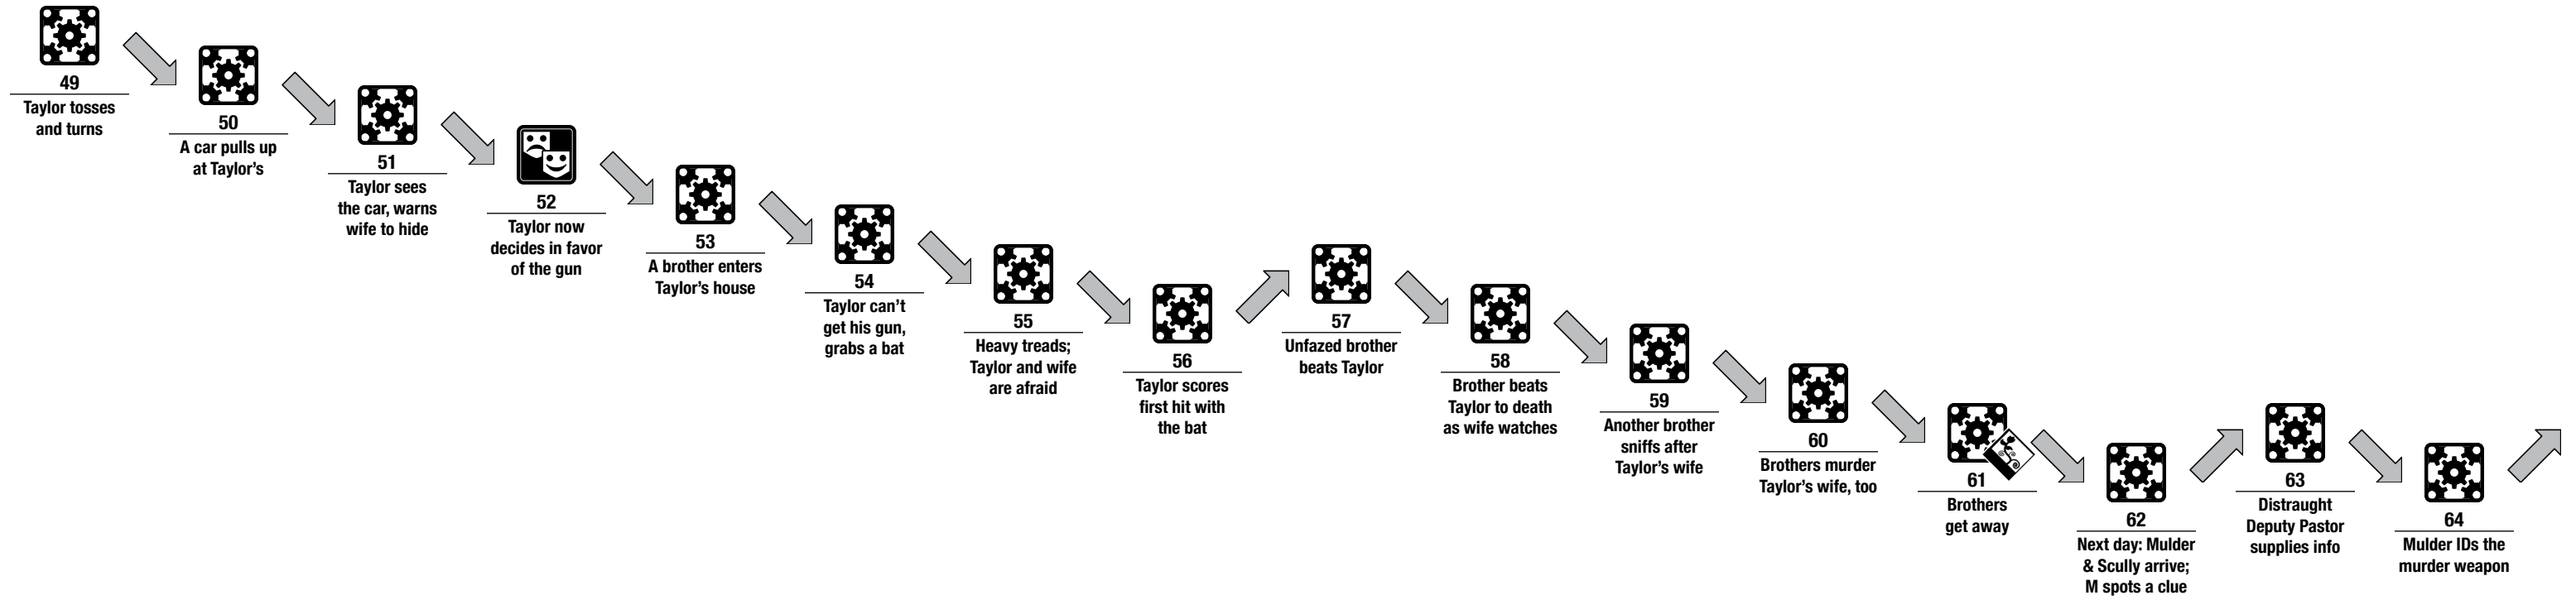 49
Taylor tosses
and turns
50
A car pulls up
at Taylor’s
51
Taylor sees
the car, warns
wife to hide
52
Taylor now
decides in favor
of the gun
53
A brother enters
Taylor’s house
54
Taylor can’t
get his gun,
grabs a bat
55
Heavy treads;
Taylor and wife
are afraid
56
Taylor scores
first hit with
the bat
57
Unfazed brother
beats Taylor
58
Brother beats
Taylor to death
as wife watches
59
Another brother
sniffs after
Taylor’s wife
60
Brothers murder
Taylor’s wife, too
61
Brothers
get away
62
Next day: Mulder
& Scully arrive;
M spots a clue
63
Distraught
Deputy Pastor
supplies info
64
Mulder IDs the
murder weapon